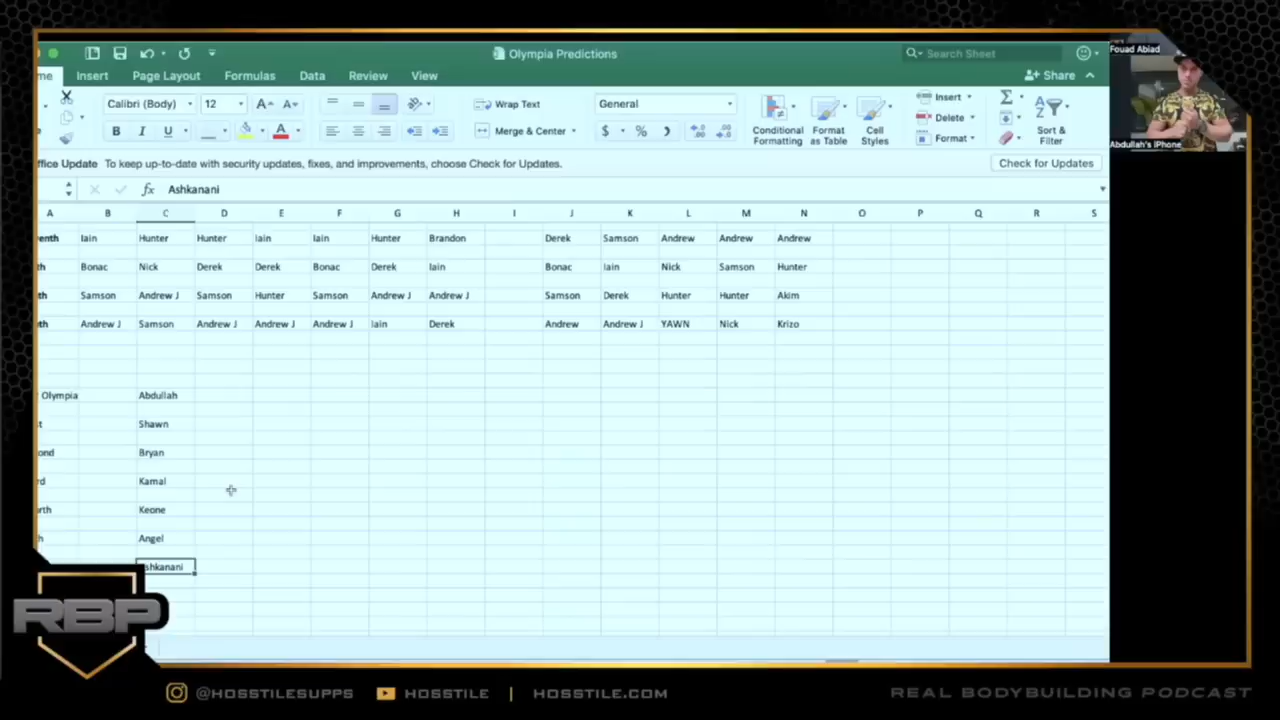 Olympia Predictions
Search Sheet
Fouad Abiad
me Insert Page Layout Formulas Data Review View
Share
Calibri (Body) 12 A A Wrap Text General Insert
B I U A Merge & Center $ % Conditional Formatting Format as Table Cell Styles Delete Format Sort & Filter
Abdullah's iPhone
ffice Update To keep up-to-date with security updates, fixes, and improvements, choose Check for Updates. Check for Updates
fx Ashkanani
A B C D E F G H I J K L M N O P Q R S
enth Iain Hunter Hunter Iain Iain Hunter Brandon Derek Samson Andrew Andrew Andrew
th Bonac Nick Derek Derek Bonac Derek Iain Bonac Iain Nick Samson Hunter
th Samson Andrew J Samson Hunter Samson Andrew J Andrew J Samson Derek Hunter Hunter Akim
th Andrew J Samson Andrew J Andrew J Andrew J Iain Derek Andrew Andrew J YAWN Nick Krizo
Olympia Abdullah
t Shawn
ond Bryan
rd Kamal
rth Keone
h Angel
shkanani
RBP
@HOSSTILESUPPS HOSSTILE | HOSSTILE.COM REAL BODYBUILDING PODCAST